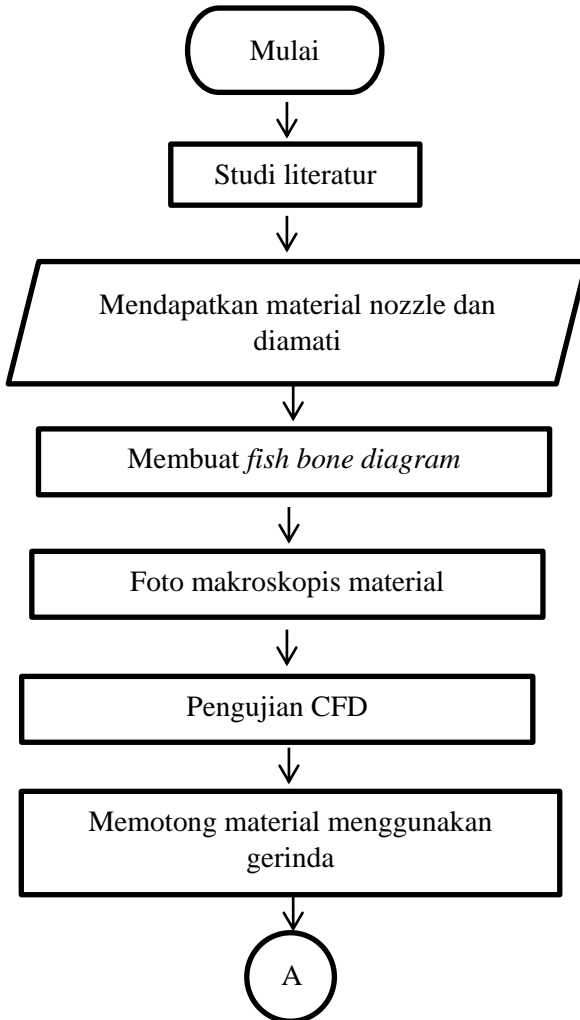 Mulai
Studi literatur
Mendapatkan material nozzle dan
diamati
Membuat fish bone diagram
Foto makroskopis material
Pengujian CFD
Memotong material menggunakan
gerinda
A